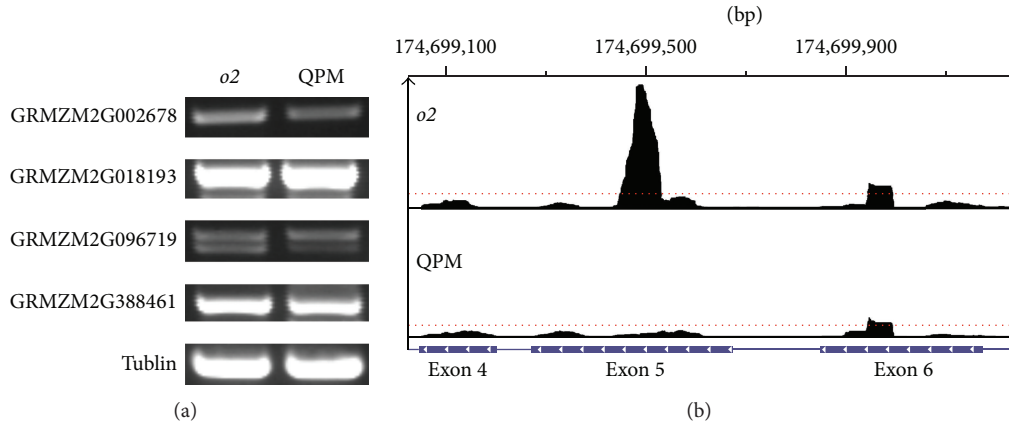 o2 QPM
GRMZM2G002678
GRMZM2G018193
GRMZM2G096719
GRMZM2G388461
Tublin
(a)
(bp)
174,699,100 174,699,500 174,699,900
o2
QPM
Exon 4 Exon 5 Exon 6
(b)